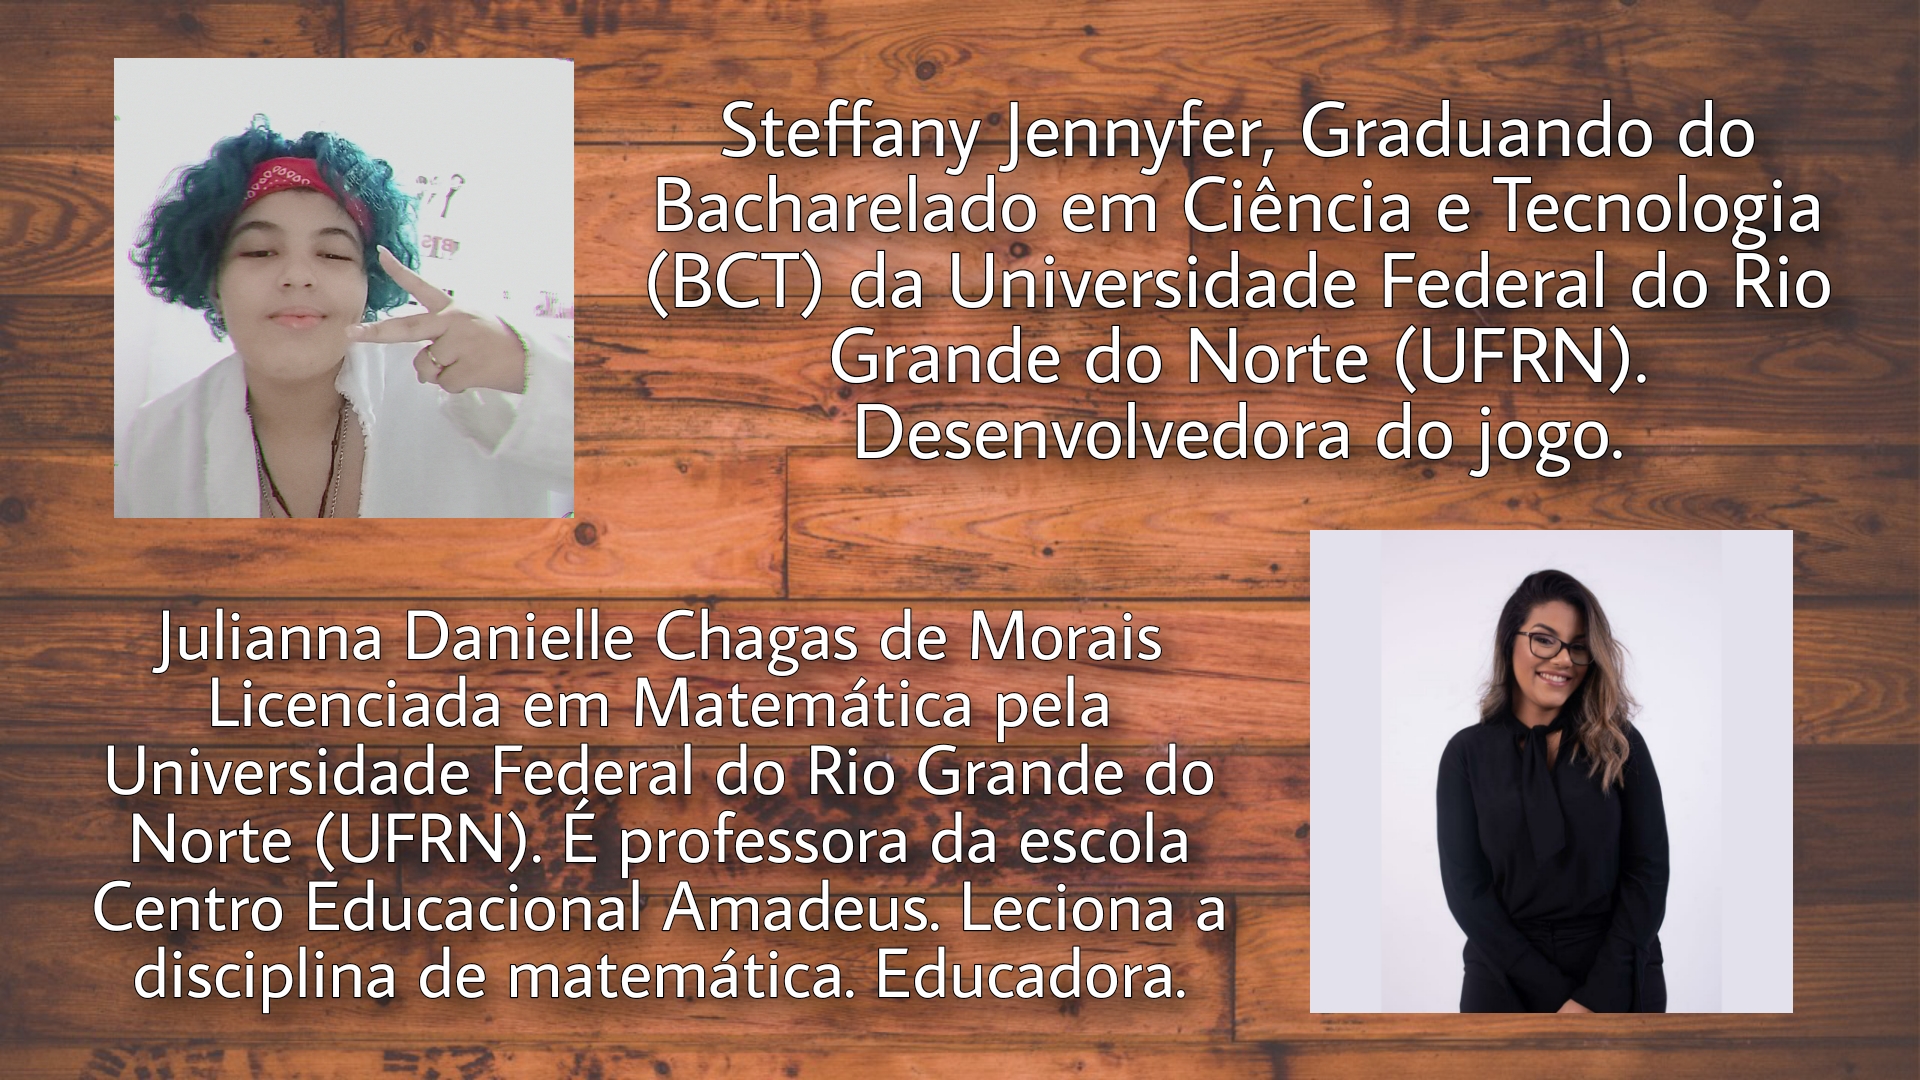 Steffany Jennyfer, Graduando do
Bacharelado em Ciência e Tecnologia
(BCT) da Universidade Federal do Rio
Grande do Norte (UFRN).
Desenvolvedora do jogo.
Julianna Danielle Chagas de Morais
Licenciada em Matemática pela
Universidade Federal do Rio Grande do
Norte (UFRN). É professora da escola
Centro Educacional Amadeus. Leciona a
disciplina de matemática. Educadora.